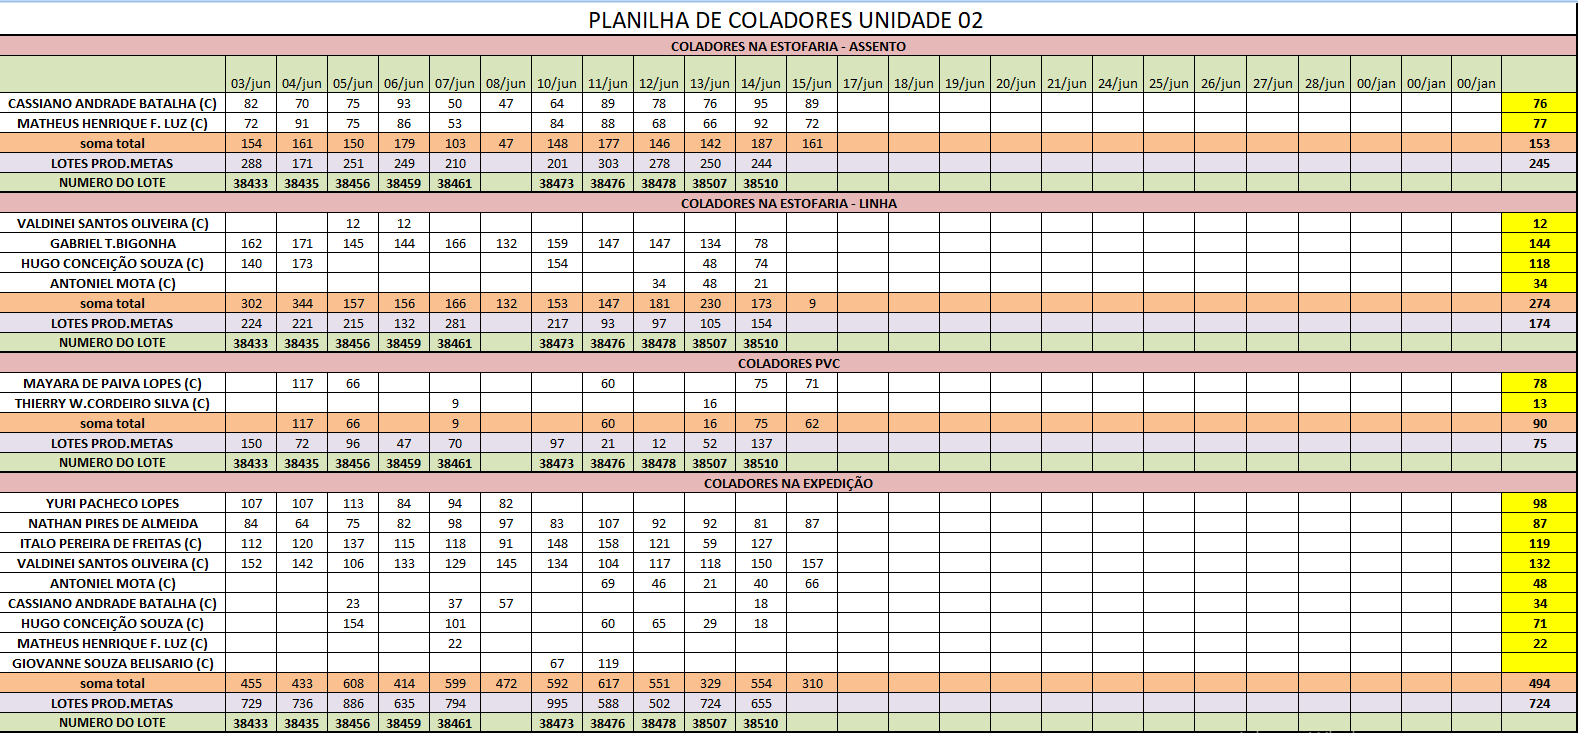 PLANILHA DE COLADORES UNIDADE 02
COLADORES NA ESTOFARIA - ASSENTO
03/jun 04/jun 05/jun 06/jun 07/jun 08/jun 10/jun 11/jun 12/jun 13/jun 14/jun 15/jun 17/jun 18/jun 19/jun 20/jun 21/jun 24/jun 25/jun 26/jun 27/jun 28/jun 00/jan 00/jan 00/jan
CASSIANO ANDRADE BATALHA (C) 82 70 75 93 50 47 64 89 78 76 95 89 76
MATHEUS HENRIQUE F. LUZ (C) 72 91 75 86 53 84 88 68 66 92 72 77
soma total 154 161 150 179 103 47 148 177 146 142 187 161 153
LOTES PROD.METAS 288 171 251 249 210 201 303 278 250 244 245
NUMERO DO LOTE 38433 38435 38456 38459 38461 38473 38476 38478 38507 38510
COLADORES NA ESTOFARIA - LINHA
VALDINEI SANTOS OLIVEIRA (C) 12 12 12
GABRIEL T.BIGONHA 162 171 145 144 166 132 159 147 147 134 78 144
HUGO CONCEIÇÃO SOUZA (C) 140 173 154 48 74 118
ANTONIEL MOTA (C) 34 48 21 34
soma total 302 344 157 156 166 132 153 147 181 230 173 9 274
LOTES PROD.METAS 224 221 215 132 281 217 93 97 105 154 174
NUMERO DO LOTE 38433 38435 38456 38459 38461 38473 38476 38478 38507 38510
COLADORES PVC
MAYARA DE PAIVA LOPES (C) 117 66 60 75 71 78
THIERRY W.CORDEIRO SILVA (C) 9 16 13
soma total 117 66 9 60 16 75 62 90
LOTES PROD.METAS 150 72 96 47 70 97 21 12 52 137 75
NUMERO DO LOTE 38433 38435 38456 38459 38461 38473 38476 38478 38507 38510
COLADORES NA EXPEDIÇÃO
YURI PACHECO LOPES 107 107 113 84 94 82 98
NATHAN PIRES DE ALMEIDA 84 64 75 82 98 97 83 107 92 92 81 87 87
ITALO PEREIRA DE FREITAS (C) 112 120 137 115 118 91 148 158 121 59 127 119
VALDINEI SANTOS OLIVEIRA (C) 152 142 106 133 129 145 134 104 117 118 150 157 132
ANTONIEL MOTA (C) 69 46 21 40 66 48
CASSIANO ANDRADE BATALHA (C) 23 37 57 18 34
HUGO CONCEIÇÃO SOUZA (C) 154 101 60 65 29 18 71
MATHEUS HENRIQUE F. LUZ (C) 22 22
GIOVANNE SOUZA BELISARIO (C) 67 119
soma total 455 433 608 414 599 472 592 617 551 329 554 310 494
LOTES PROD.METAS 729 736 886 635 794 995 588 502 724 655 724
NUMERO DO LOTE 38433 38435 38456 38459 38461 38473 38476 38478 38507 38510